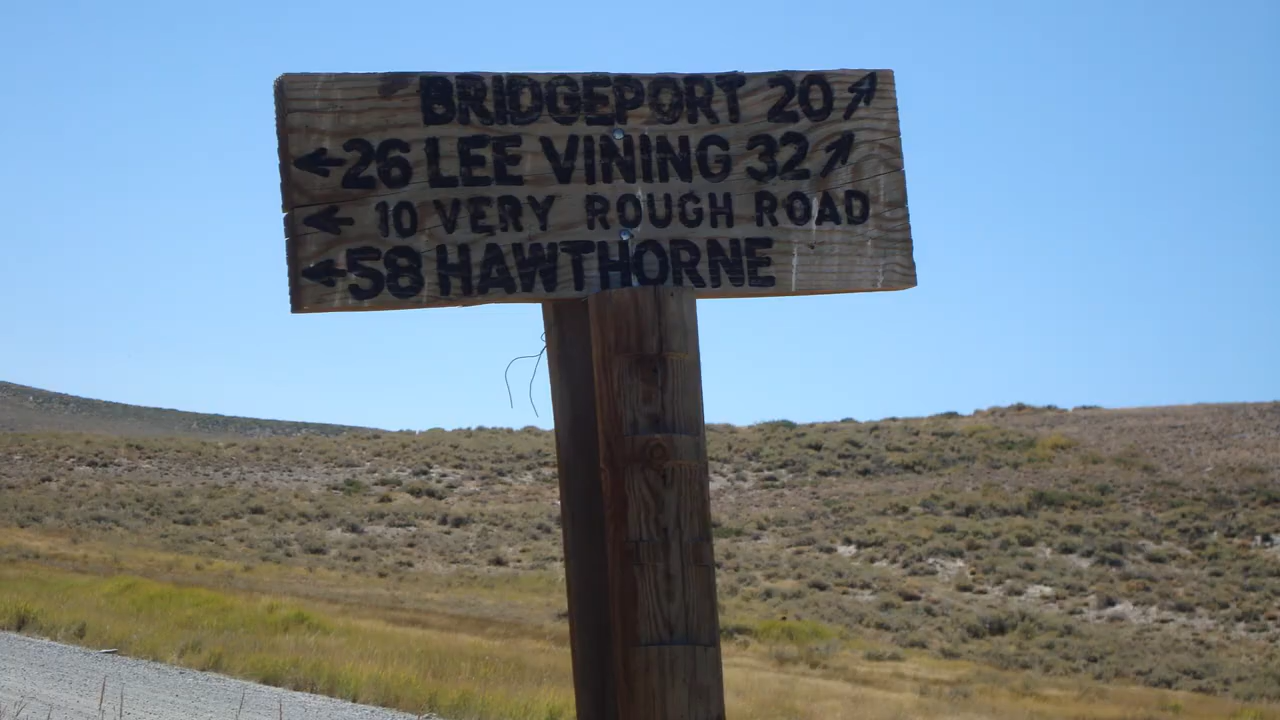 BRIDGEPORT 20↗
←26 LEE VINING 32↗
← 10 VERY ROUGH ROAD
←58 HAWTHORNE